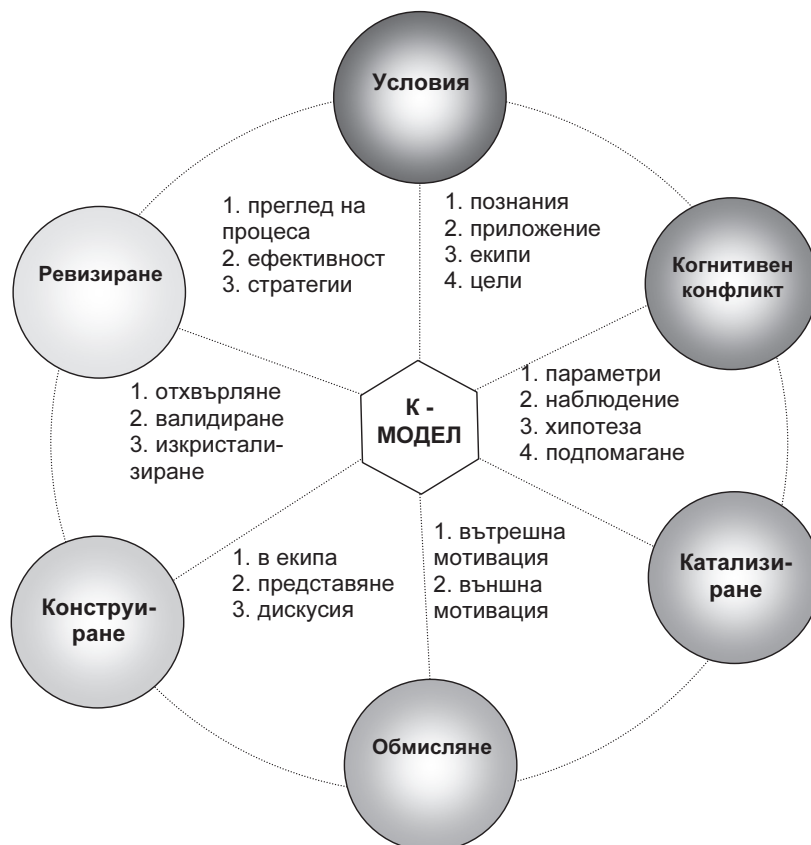 Условия
1. преглед на
процеса
2. ефективност
3. стратегии
1. познания
2. приложение
3. екипи
4. цели
Когнитивен
конфликт
Ревизиране
1. отхвърляне
2. валидиране
3. изкристали-
зиране
К -
МОДЕЛ
1. параметри
2. наблюдение
3. хипотеза
4. подпомагане
1. в екипа
2. представяне
3. дискусия
1. вътрешна
мотивация
2. външна
мотивация
Катализи-
ране
Конструи-
ране
Обмисляне